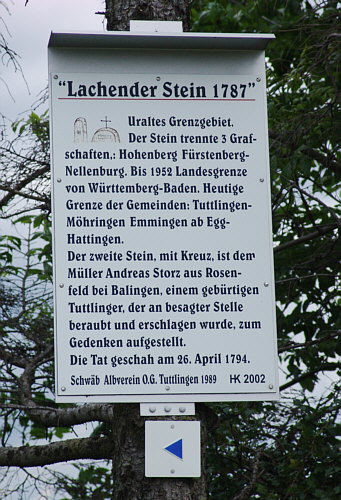 “Lachender Stein 1787”
Uraltes Grenzgebiet.
Der Stein trennte 3 Graf-
schaften,: Hohenberg Fürstenberg-
Nellenburg. Bis 1952 Landesgrenze
von Württemberg-Baden. Heutige
Grenze der Gemeinden: Tuttlingen-
Möhringen Emmingen ab Egg-
Hattingen.
Der zweite Stein, mit Kreuz, ist dem
Müller Andreas Storz aus Rosen-
feld bei Balingen, einem gebürtigen
Tuttlinger, der an besagter Stelle
beraubt und erschlagen wurde, zum
Gedenken aufgestellt.
Die Tat geschah am 26. April 1794.
Schwäb Albverein O.G. Tuttlingen 1989 HK 2002